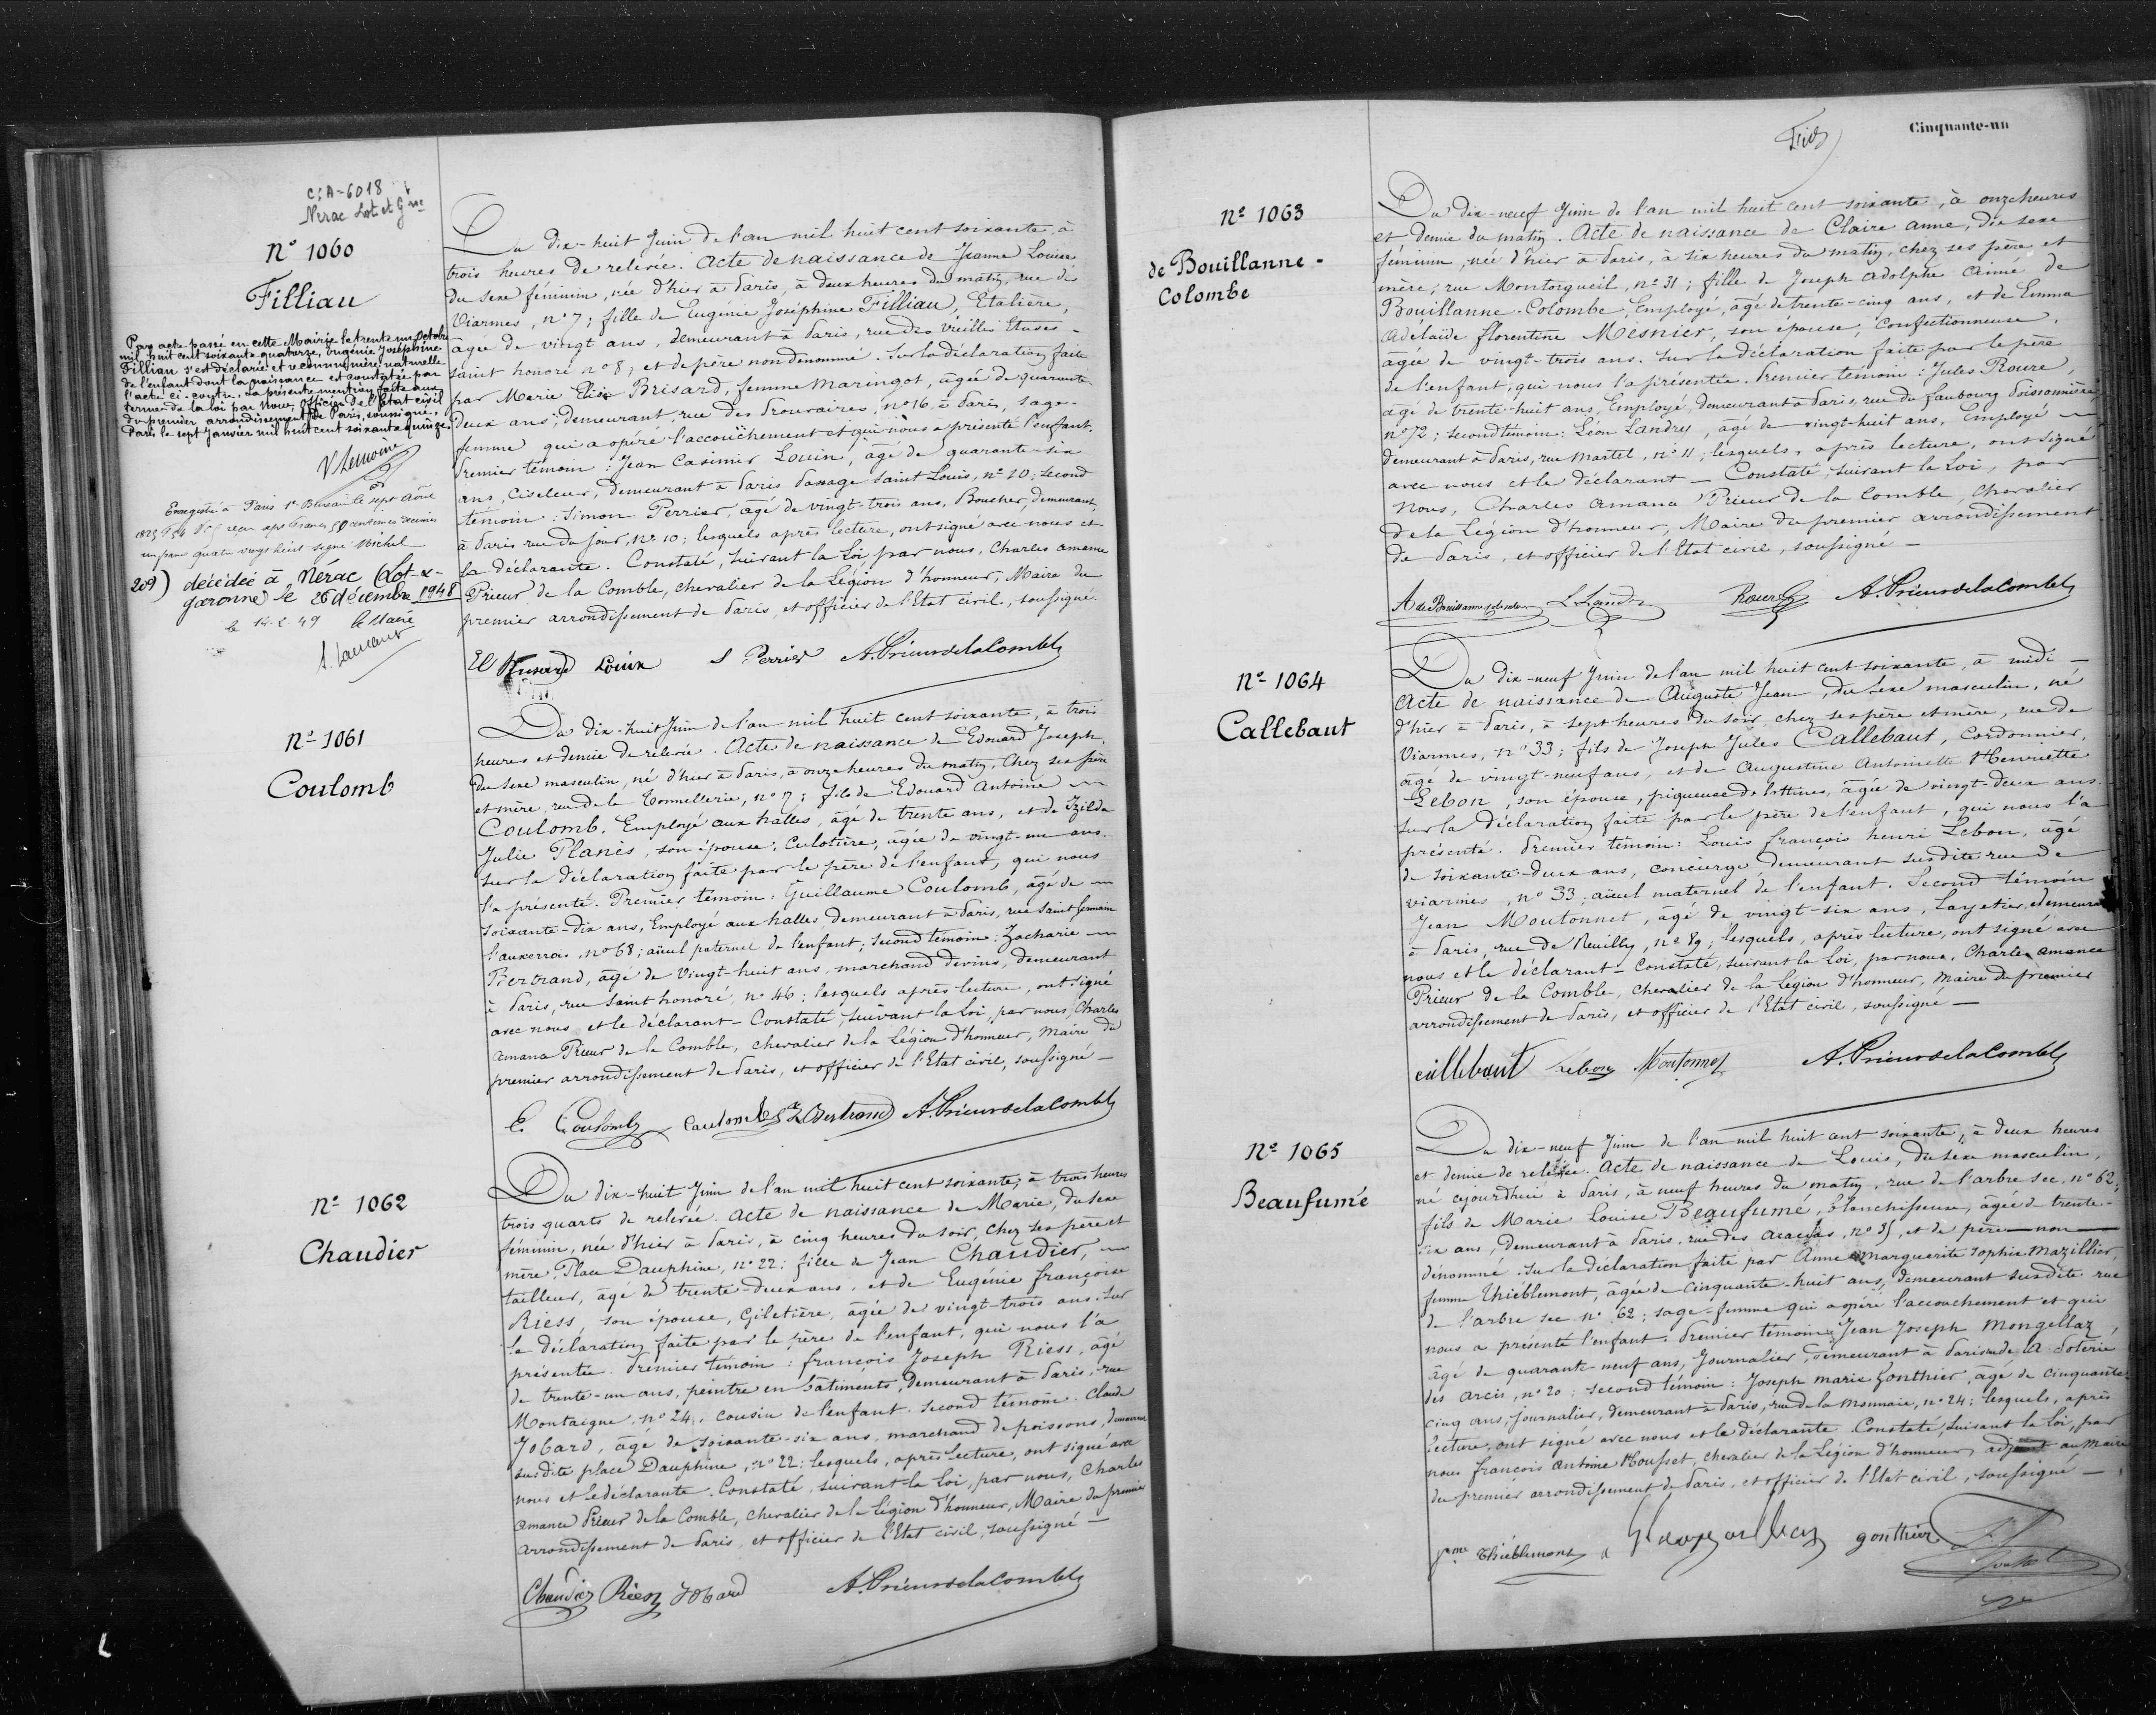 C:A-6018
Nérac Lot et Gne
N° 1060
Filliau
Par acte passé en cette Mairie le trente un Octobre
mil huit cent soixante quatorze, Eugénie Joséphine
Filliau s'est déclarée et reconnu mère naturelle
de l'enfant dont la naissance est constatée par
l'acte ci-contre. La présente mention faite aux
termes de la loi par Nous, Officier de l'État civil
du premier arrondissement de Paris, soussigné.
Paris le sept Janvier mil huit cent soixante quinze.
V Lemoine
Enregistré à Paris 1er Bureau le sept
reçu sept francs 50 centimes décimes
un franc quatre vingt huit signé Michel
209) décédée à Nérac (Lot-&-
garonne) le 26 décembre 1948
le 14-2-49 Le Maire
Du dix-huit Juin de l'an mil huit cent soixante, à
trois heures de relevée. Acte de naissance de Jeanne Louise
du sexe féminin, née d'hier à Paris, à deux heures du matin, rue de
Viarmes, n° 7; fille de Eugénie Joséphine Filliau, Etalière,
agée de vingt ans, demeurant à Paris, rue des Vieilles Etuves-
saint honoré n° 8; et de père non dénommé. Sur la déclaration faite
par Marie Elisa Brisard, femme Maringot, âgée de quarante
deux ans; demeurant, rue des Prouvaires, n° 16, à Paris, sage-
femme qui a opéré l'accouchement et qui nous a présenté l'enfant.
Premier témoin: Jean Casimir Louin, âgé de quarante-six
ans, Ciseleur, demeurant à Paris Passage Saint Louis, n° 20; second
témoin: Simon Perrier, âgé de vingt-trois ans, Boucher, demeurant,
à Paris rue du Jour, n° 10; lesquels après lecture, ont signé avec nous et
la déclarante. Constaté, suivant la Loi par nous, Charles amance
Prieur de la Comble, chevalier de la Légion d'honneur, Maire du
premier arrondissement de Paris, et officier de l'Etat civil, soussigné.
El Brisard Louin S Perrier A. Prieur de la Comble
N° 1061
Coulomb
Du dix-huit Juin de l'an mil huit cent soixante, à trois
heures et demie de relevée. Acte de naissance de Edouard Joseph,
du sexe masculin, né d'hier à Paris, à onze heures du matin, chez ses père
et mère, rue de la Tonnellerie, n° 17; fils de Edouard Antoine
Coulomb, Employé aux halles, âgé de trente ans, et de Izilda
Julie Planès, son épouse, Culotière, âgée de vingt-un ans.
Sur la déclaration faite par le père de l'enfant, qui nous
l'a présenté. Premier témoin: Guillaume Coulomb, âgé de
soixante-dix ans, Employé aux halles, demeurant à Paris, rue Saint Germain
l'auxerrois, n° 68; aïeul paternel de l'enfant; second témoin: Zacharie
Bertrand, âgé de vingt-huit ans, marchand de vins, demeurant
à Paris, rue saint honoré, n° 46; lesquels après lecture, ont signé
avec nous et le déclarant - Constaté, suivant la Loi, par nous, Charles
amance Prieur de la Comble, chevalier de la Légion d'honneur, Maire du
premier arrondissement de Paris, et officier de l'Etat civil, soussigné -
E. Coulomb Coulomb Z Bertrand A. Prieur de la Comble
N° 1062
Chaudier
Du dix-huit Juin de l'an mil huit cent soixante, à trois heures
trois quarts de relevée. Acte de naissance de Marie, du sexe
féminin, née d'hier à Paris, à cinq heures du soir, chez ses père et
mère, Place Dauphine, n° 22; fille de Jean Chaudier,
tailleur, âgé de trente-deux ans, et de Eugénie françoise
Riess, son épouse, Giletière, âgée de vingt-trois ans. Sur
la déclaration faite par le père de l'enfant, qui nous l'a
présentée. Premier témoin: françois Joseph Riess, âgé
de trente-un ans, peintre en bâtiments, demeurant à Paris, rue
Montaigne, n° 24, cousin de l'enfant. second témoin. Claude
Jobard, âgé de soixante-six ans, marchand de poissons, demeurant
susdite place Dauphine, n° 22; lesquels, après lecture, ont signé avec
nous et le déclarante. Constaté, suivant la Loi, par nous, Charles
amance Prieur de la Comble, chevalier de la Légion d'honneur, Maire du premier
arrondissement de Paris, et officier de l'Etat civil, soussigné -
Chaudier Riess Jobard A. Prieur de la Comble
Cinquante-un
N° 1063
de Bouillanne-
Colombe
Du dix-neuf Juin de l'an mil huit cent soixante, à onze heures
et demie du matin. Acte de naissance de Claire anne, du sexe
féminin, née d'hier à Paris, à six heures du matin, chez ses père et
mère, rue Montorgueil, n° 31; fille de Joseph Adolphe Aimé de
Bouillanne-Colombe, Employé, âgé de trente-cinq ans, et de Emma
Adélaïde florentine Mesnier, son épouse, Confectionneuse,
âgée de vingt-trois ans. Sur la déclaration faite par le père
de l'enfant, qui nous l'a présentée. Premier témoin: Jules Roure,
âgé de trente-huit ans, Employé, demeurant à Paris, rue du faubourg Poissonnière
n° 72; second témoin: Léon Landry, âgé de vingt-huit ans, Employé
demeurant à Paris, rue Martel, n° 11; lesquels, après lecture, ont signé
avec nous et le déclarant - Constaté, suivant la Loi, par
nous, Charles amance Prieur de la Comble, chevalier
de la Légion d'honneur, Maire du premier arrondissement
de Paris, et officier de l'Etat civil, soussigné -
A de Bouillanne Colombe L Landry Roure A. Prieur de la Comble
N° 1064
Callebaut
Du dix-neuf Juin de l'an mil huit cent soixante, à midi -
Acte de naissance de Auguste Jean, du sexe masculin, né
d'hier à Paris, à sept heures du soir, chez ses père et mère, rue de
Viarmes, n° 33; fils de Joseph Jules Callebaut, Cordonnier,
âgé de vingt-neuf ans, et de Augustine Antoinette Henriette
Lebon, son épouse, piqueuse de bottines, âgée de vingt-deux ans.
Sur la déclaration faite par le père de l'enfant, qui nous l'a
présenté. Premier témoin: Louis françois henri Lebon, âgé
de soixante-deux ans, concierge, demeurant susdite rue de
viarmes, n° 33, aïeul maternel de l'enfant. Second témoin
Jean Moutonnet, âgé de vingt-six ans, Layetier, demeurant
à Paris, rue de Reuilly, n° 89; lesquels, après lecture, ont signé avec
nous et le déclarant - Constaté, suivant la Loi, par nous, Charles amance
Prieur de la Comble, chevalier de la Légion d'honneur, Maire du premier
arrondissement de Paris, et officier de l'Etat civil, soussigné -
callebaut Lebon Moutonnet A. Prieur de la Comble
N° 1065
Beaufumé
Du dix-neuf Juin de l'an mil huit cent soixante, à deux heures
et demie de relevée. Acte de naissance de Louis, du sexe masculin,
né cejourdhui à Paris, à neuf heures du matin, rue de l'arbre sec, n° 62;
fils de Marie Louise Beaufumé, blanchisseuse, âgée de trente-
six ans, demeurant à Paris, rue des Acacias, n° 35, et de père - non
dénommé. Sur la déclaration faite par Anne Marguerite Sophie Mazillier,
femme Thiéblemont, âgée de cinquante-huit ans, demeurant susdite rue
de l'arbre sec n° 62; sage-femme qui a opéré l'accouchement et qui
nous a présenté l'enfant. Premier témoin: Jean Joseph Mongellaz,
âgé de quarante-neuf ans, Journalier, demeurant à Paris rue de la Poterie
des Arcis, n° 20; second témoin: Joseph marie Gonthier, âgé de cinquante-
cinq ans, Journalier, demeurant à Paris, rue de la Monnaie, n° 24; lesquels, après
lecture, ont signé avec nous et le déclarante. Constaté, suivant la Loi, par
nous françois Antoine Housset, chevalier de la Légion d'honneur, adjoint au Maire
du premier arrondissement de Paris, et officier de l'Etat civil, soussigné -
fme Thiéblemont gonthier